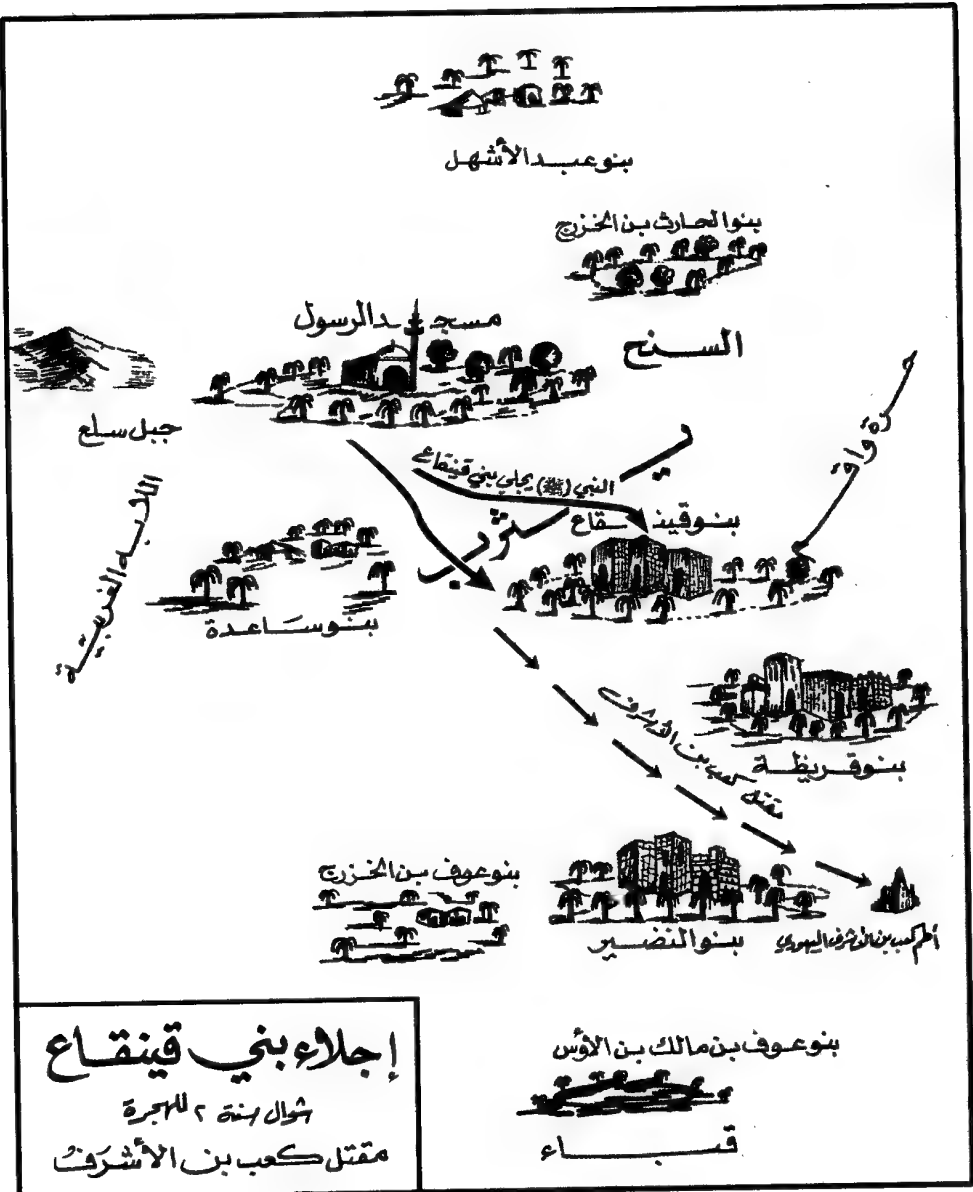 بنو عبد الأشهل
بنو الحارث بن الخزرج
مسجد الرسول
السنح
جبل سلع
حرة واقم
النبي (ﷺ) يجلي بني قينقاع
يثرب
بنو قينقاع
اللابة الغربية
بنو ساعدة
مقتل كعب بن الأشرف
بنو قريظة
بنو عوف بن الخزرج
بنو النضير
أطم كعب بن الأشرف اليهودي
بنو عوف بن مالك بن الأوس
قباء
إجلاء بني قينقاع
شوال سنة ٢ للهجرة
مقتل كعب بن الأشرف